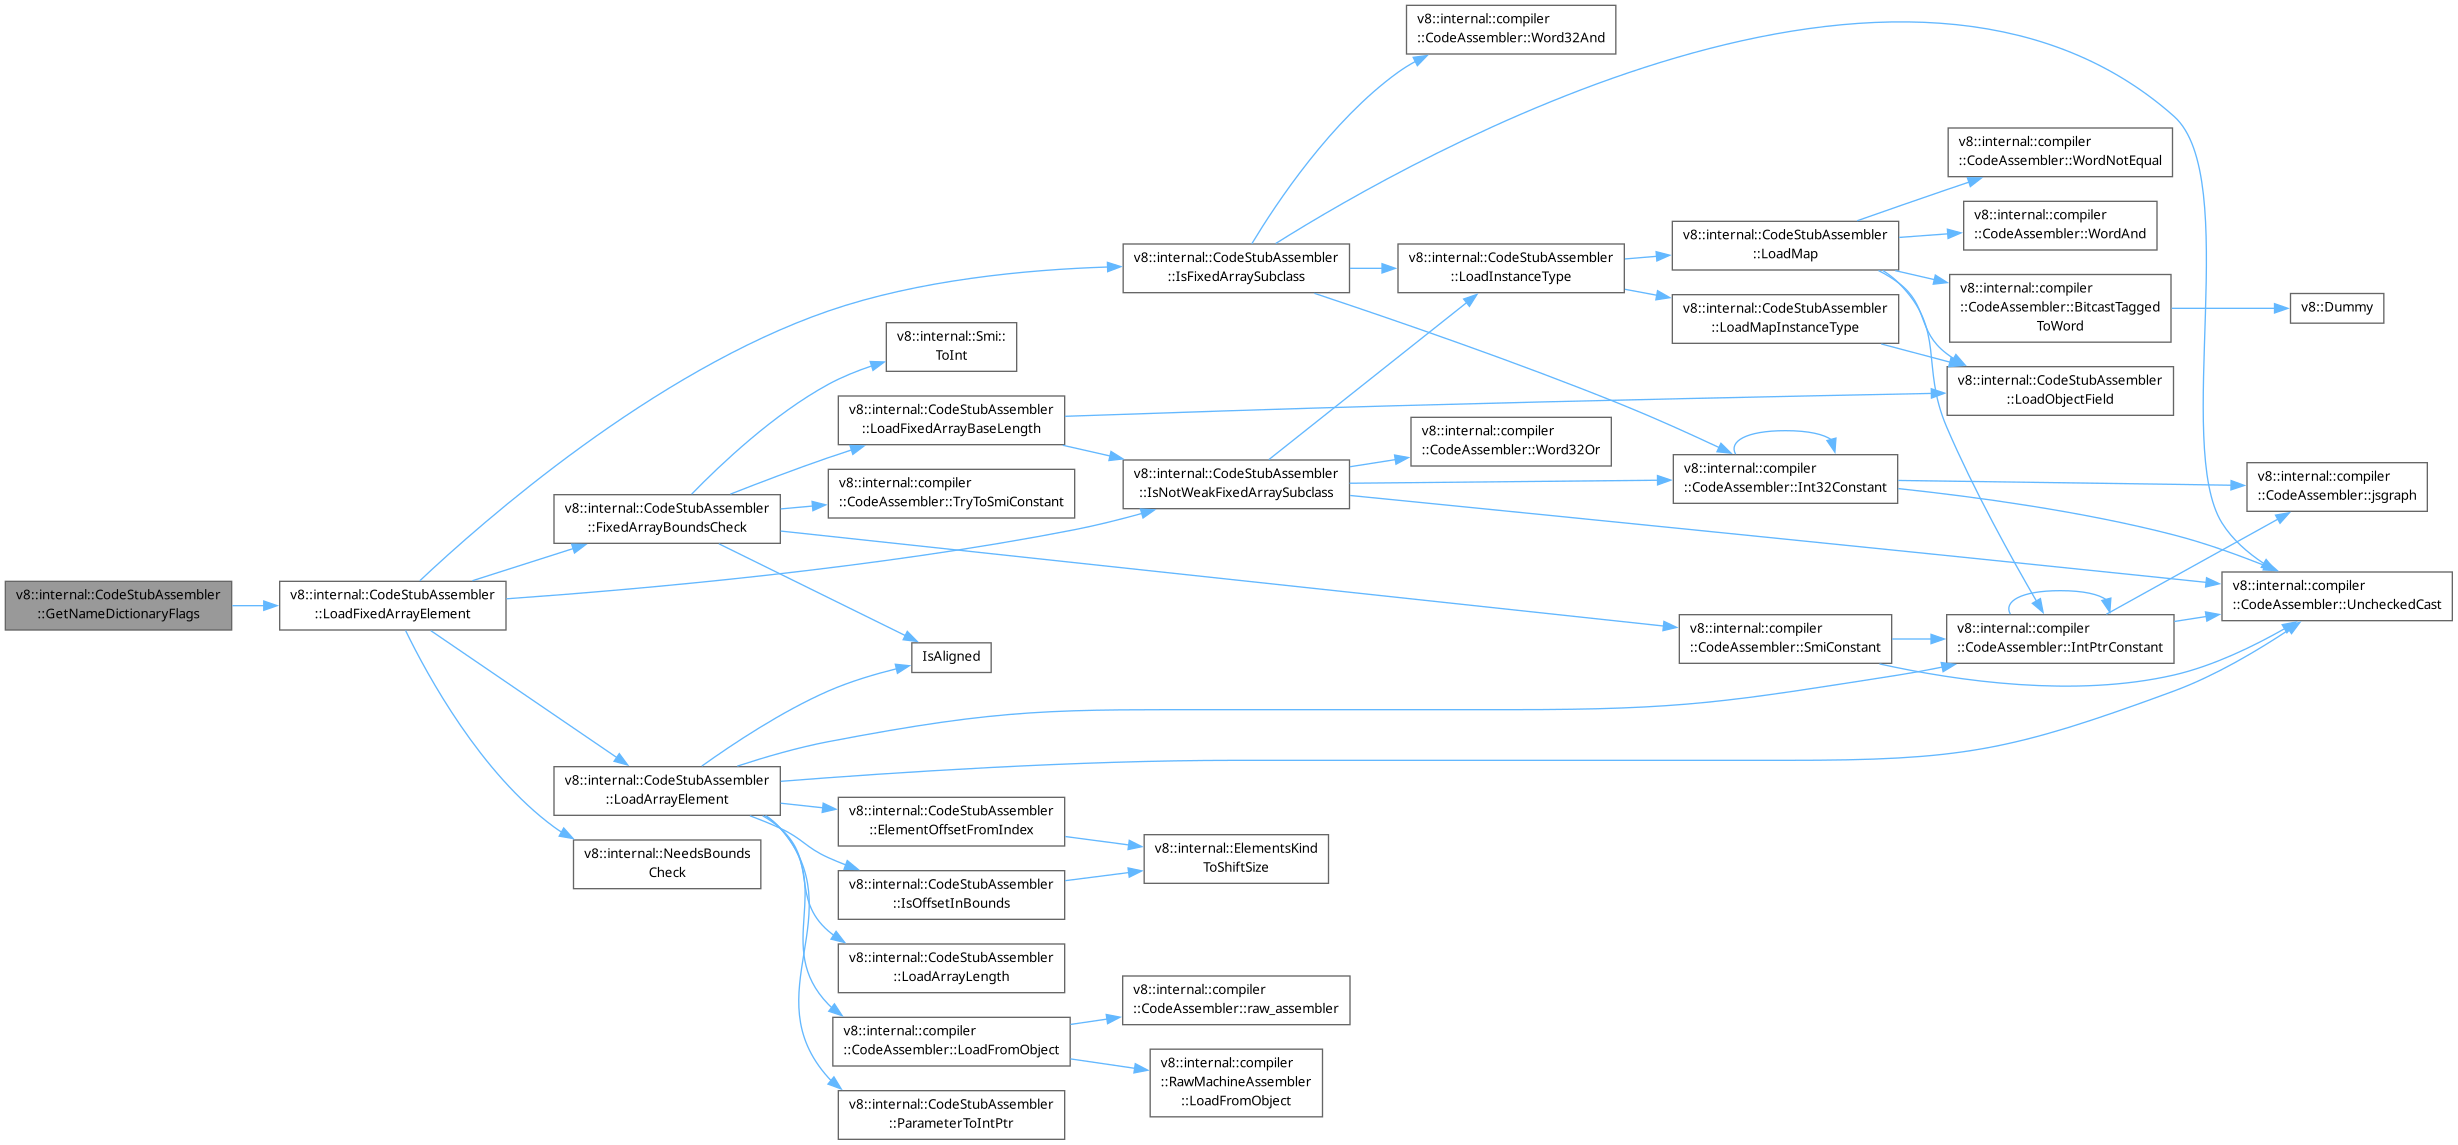 v8::internal::CodeStubAssembler
::GetNameDictionaryFlags
v8::internal::CodeStubAssembler
::LoadFixedArrayElement
v8::internal::CodeStubAssembler
::FixedArrayBoundsCheck
v8::internal::CodeStubAssembler
::LoadArrayElement
v8::internal::NeedsBounds
Check
v8::internal::Smi::
ToInt
v8::internal::CodeStubAssembler
::LoadFixedArrayBaseLength
v8::internal::compiler
::CodeAssembler::TryToSmiConstant
IsAligned
v8::internal::CodeStubAssembler
::ElementOffsetFromIndex
v8::internal::CodeStubAssembler
::IsOffsetInBounds
v8::internal::CodeStubAssembler
::LoadArrayLength
v8::internal::compiler
::CodeAssembler::LoadFromObject
v8::internal::CodeStubAssembler
::ParameterToIntPtr
v8::internal::CodeStubAssembler
::IsFixedArraySubclass
v8::internal::CodeStubAssembler
::IsNotWeakFixedArraySubclass
v8::internal::ElementsKind
ToShiftSize
v8::internal::compiler
::CodeAssembler::raw_assembler
v8::internal::compiler
::RawMachineAssembler
::LoadFromObject
v8::internal::compiler
::CodeAssembler::Word32And
v8::internal::CodeStubAssembler
::LoadInstanceType
v8::internal::compiler
::CodeAssembler::Word32Or
v8::internal::CodeStubAssembler
::LoadMap
v8::internal::CodeStubAssembler
::LoadMapInstanceType
v8::internal::compiler
::CodeAssembler::Int32Constant
v8::internal::compiler
::CodeAssembler::SmiConstant
v8::internal::compiler
::CodeAssembler::WordNotEqual
v8::internal::compiler
::CodeAssembler::WordAnd
v8::internal::compiler
::CodeAssembler::BitcastTagged
ToWord
v8::internal::CodeStubAssembler
::LoadObjectField
v8::internal::compiler
::CodeAssembler::IntPtrConstant
v8::Dummy
v8::internal::compiler
::CodeAssembler::jsgraph
v8::internal::compiler
::CodeAssembler::UncheckedCast